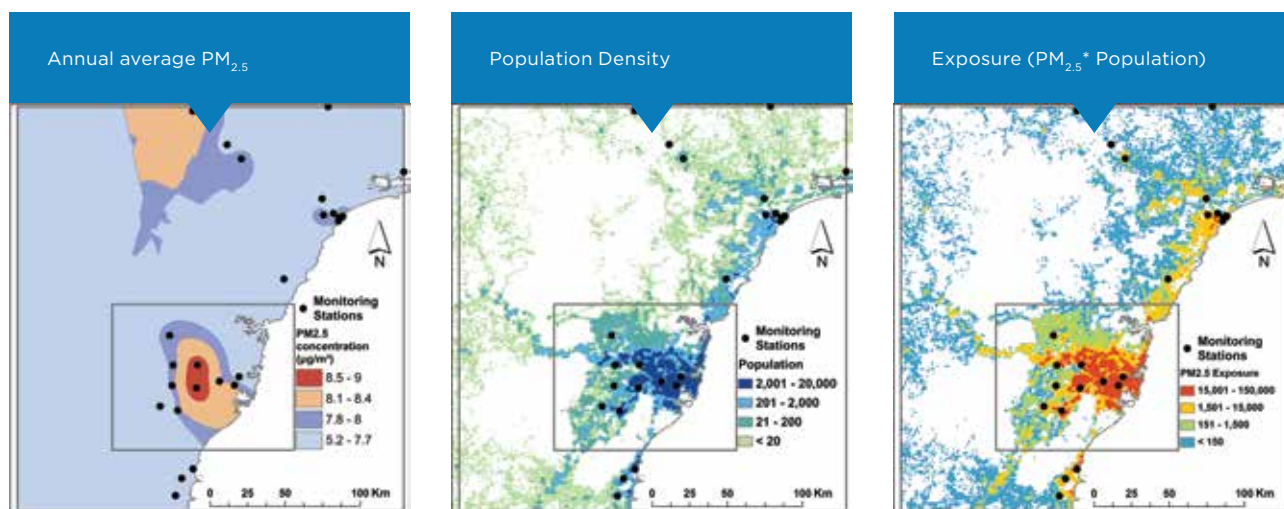 Annual average PM2.5
N
Monitoring
Stations
PM2.5
concentration
(µg/m³)
8.5 - 9
8.1 - 8.4
7.8 - 8
5.2 - 7.7
0 25 50 100 Km
Population Density
N
Monitoring
Stations
Population
2,001 - 20,000
201 - 2,000
21 - 200
< 20
0 25 50 100 Km
Exposure (PM2.5* Population)
N
Monitoring
Stations
PM2.5 Exposure
15,001 - 150,000
1,501 - 15,000
151 - 1,500
< 150
0 25 50 100 Km